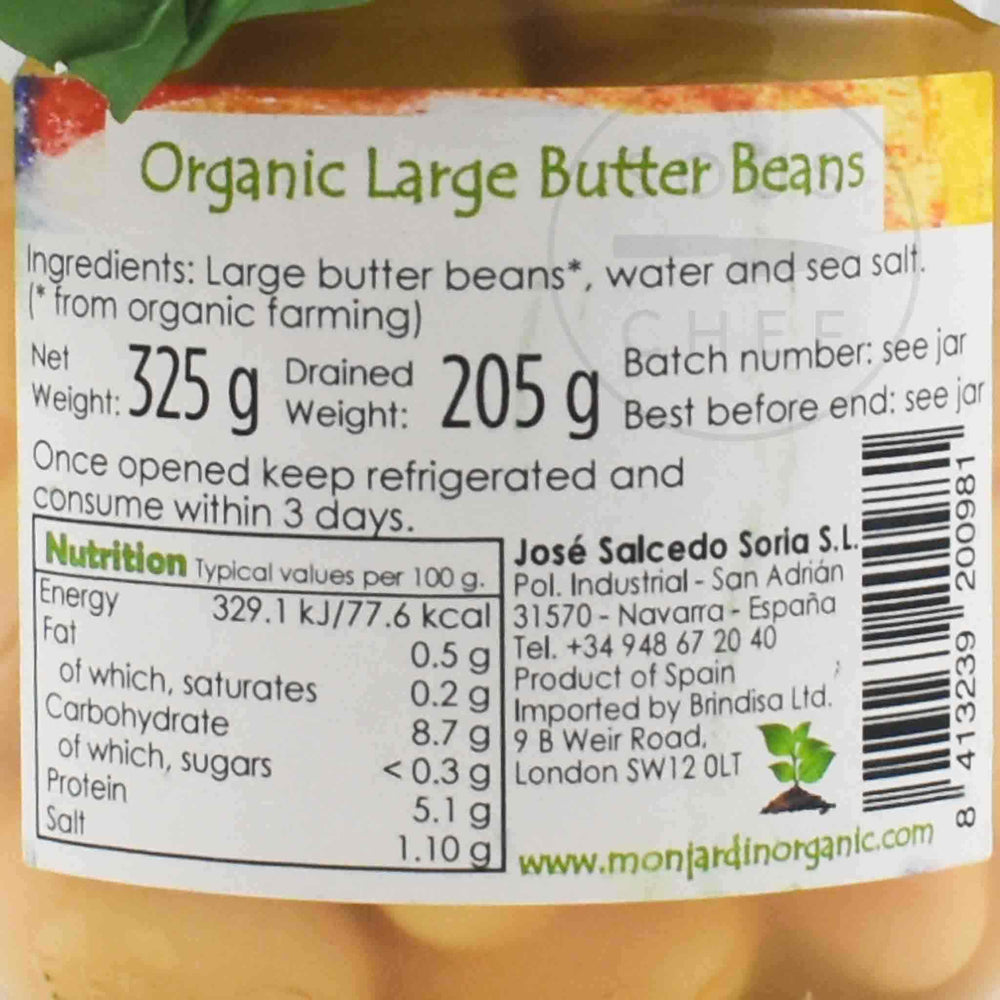 Organic Large Butter Beans
Ingredients: Large butter beans*, water and sea salt.
(* from organic farming)
Net Weight: 325 g Drained Weight: 205 g
Batch number: see jar
Best before end: see jar
Once opened keep refrigerated and
consume within 3 days.
Nutrition Typical values per 100 g.
Energy 329.1 kJ/77.6 kcal
Fat 0.5 g
of which, saturates 0.2 g
Carbohydrate 8.7 g
of which, sugars < 0.3 g
Protein 5.1 g
Salt 1.10 g
José Salcedo Soria S.L.
Pol. Industrial - San Adrián
31570 - Navarra - España
Tel. +34 948 67 20 40
Product of Spain
Imported by Brindisa Ltd.
9 B Weir Road,
London SW12 0LT
www.monjardinorganic.com
8 413239 200981
CHEF